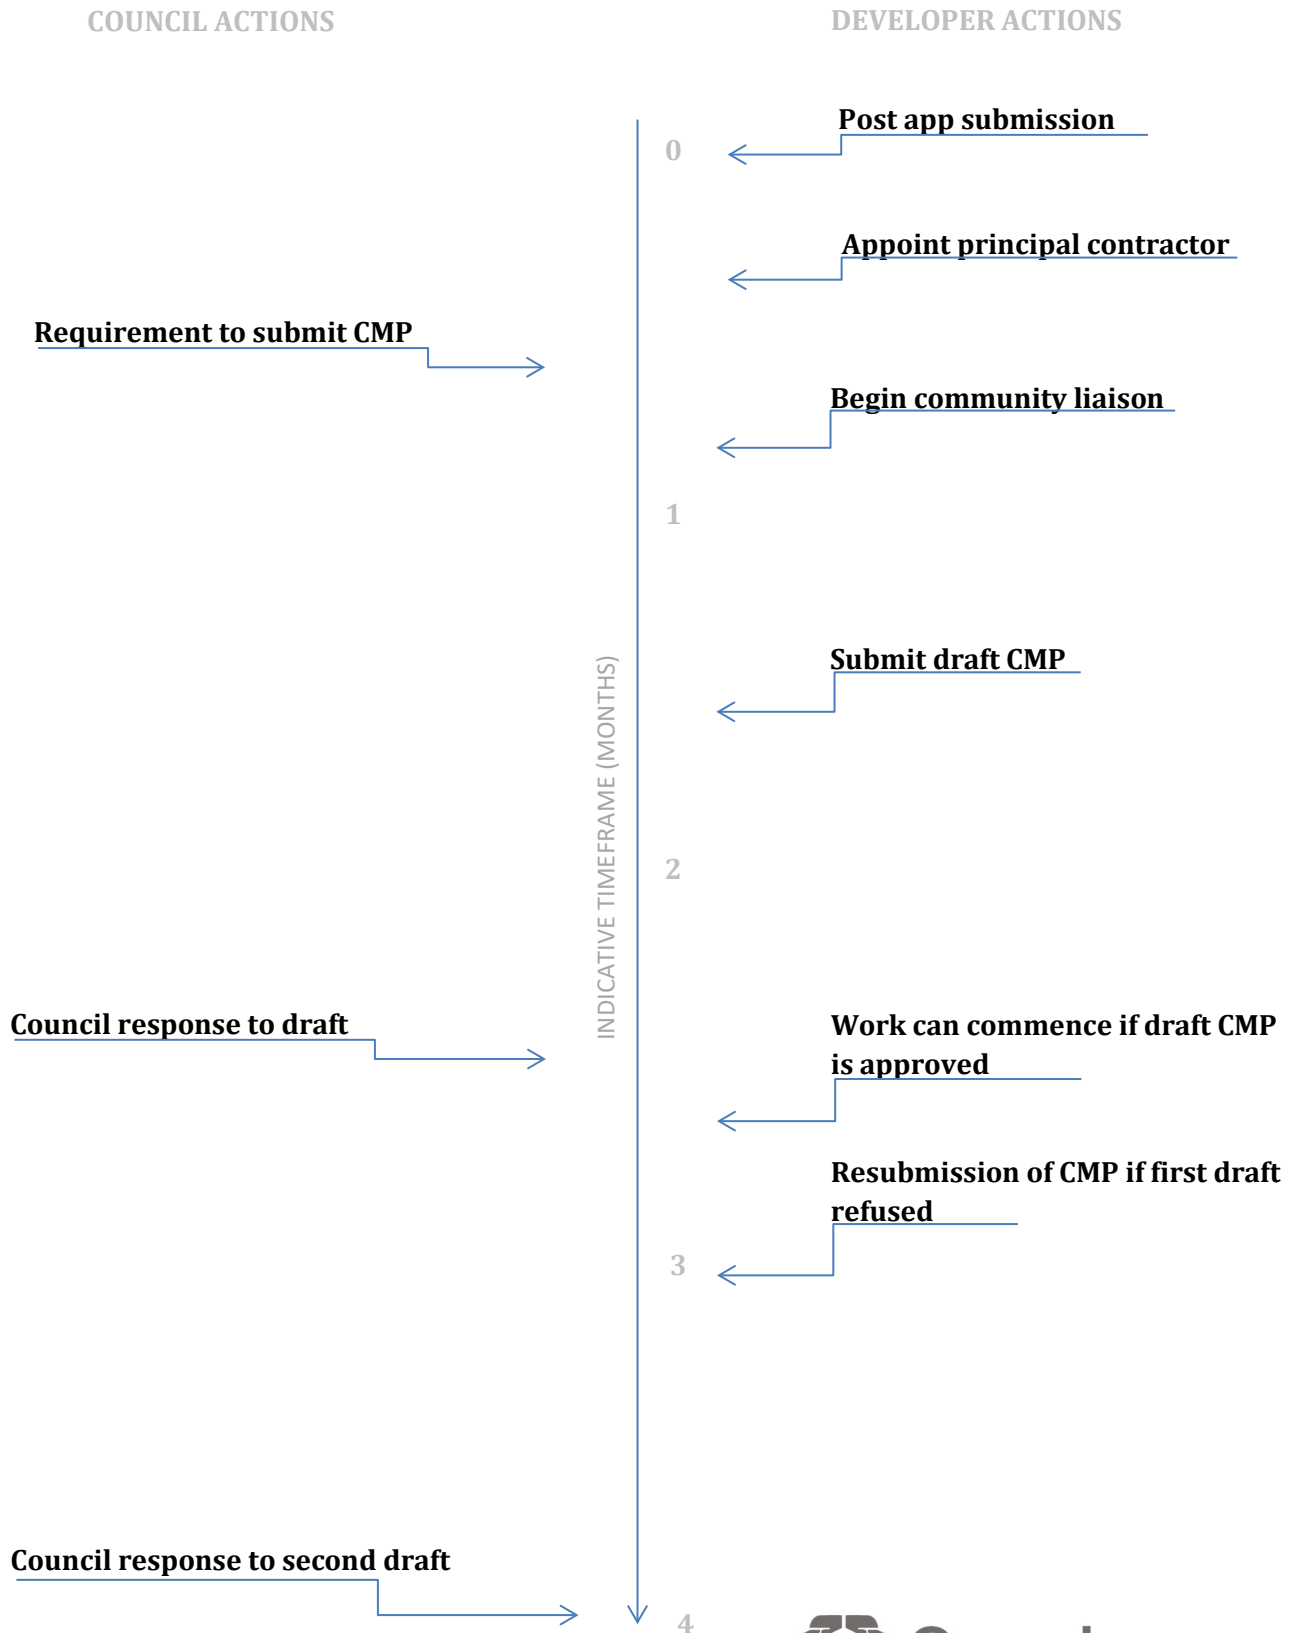 COUNCIL ACTIONS
DEVELOPER ACTIONS
Post app submission
0
Appoint principal contractor
Requirement to submit CMP
Begin community liaison
1
Submit draft CMP
INDICATIVE TIMEFRAME (MONTHS)
2
Council response to draft
Work can commence if draft CMP
is approved
Resubmission of CMP if first draft
refused
3
Council response to second draft
4